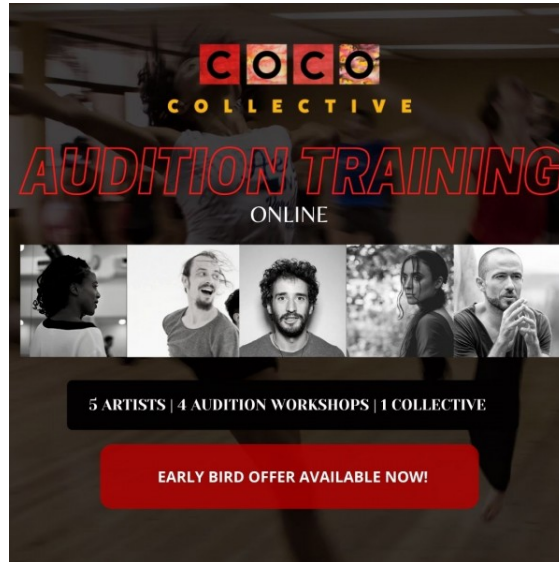 COCO
COLLECTIVE
AUDITION TRAINING
ONLINE
5 ARTISTS | 4 AUDITION WORKSHOPS | 1 COLLECTIVE
EARLY BIRD OFFER AVAILABLE NOW!